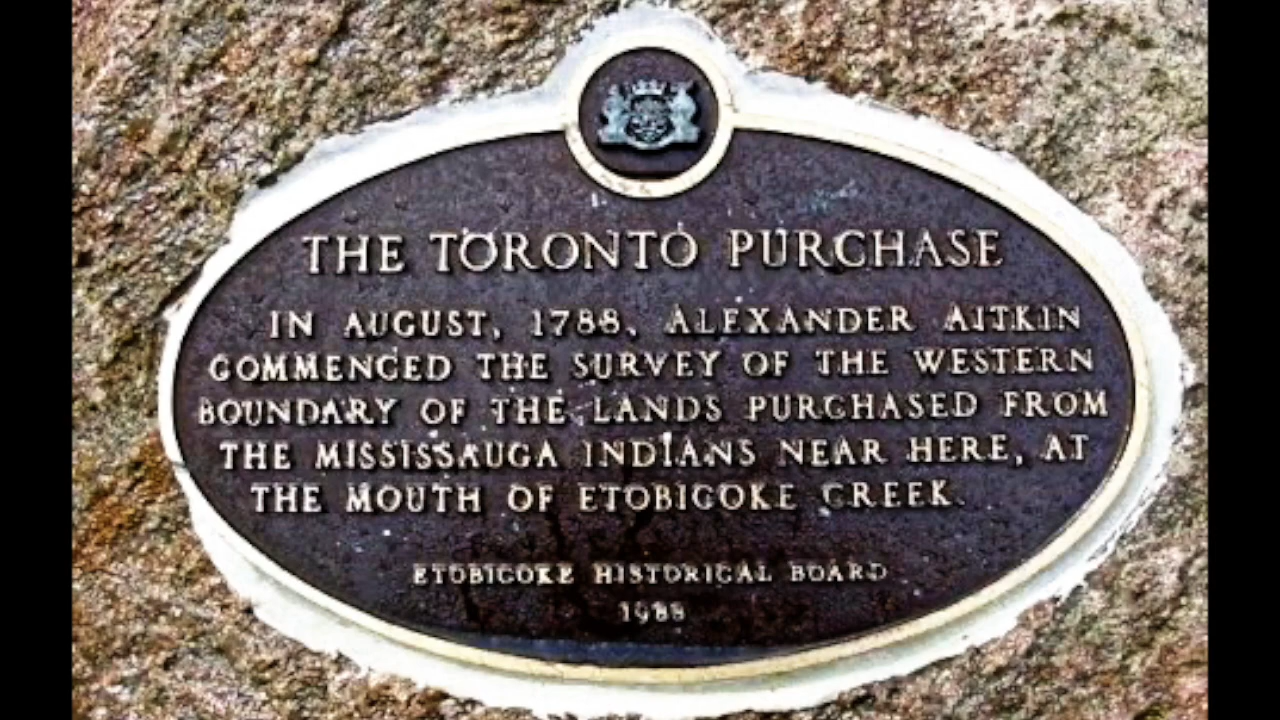 THE TORONTO PURCHASE
IN AUGUST, 1788, ALEXANDER AITKIN
COMMENCED THE SURVEY OF THE WESTERN
BOUNDARY OF THE LANDS PURCHASED FROM
THE MISSISSAUGA INDIANS NEAR HERE, AT
THE MOUTH OF ETOBICOKE CREEK.
ETOBICOKE HISTORICAL BOARD
1988